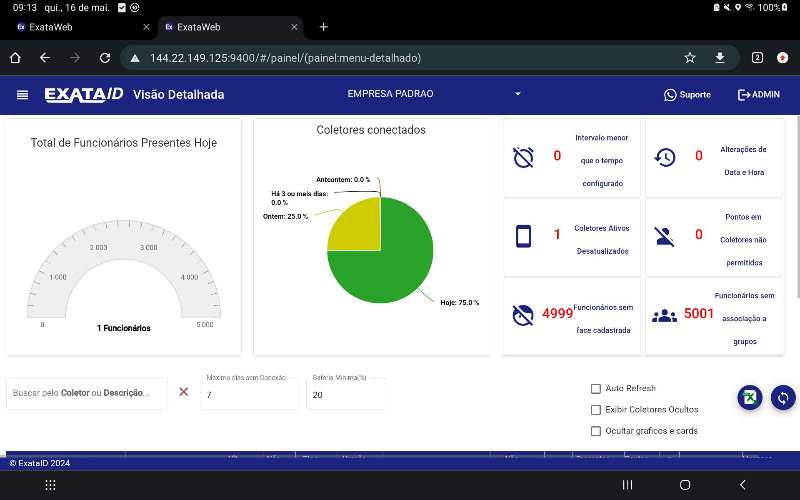 09:13 qui., 16 de mai.
100%
ExataWeb
ExataWeb
144.22.149.125:9400/#/painel/(painel:menu-detalhado)
2
EXATAID Visão Detalhada
EMPRESA PADRAO
Suporte
ADMIN
Total de Funcionários Presentes Hoje
0
1 000
2 000
3 000
4 000
5 000
1 Funcionários
Coletores conectados
Anteontem: 0.0 %
Há 3 ou mais dias:
0.0 %
Ontem: 25.0 %
Hoje: 75.0 %
0
Intervalo menor
que o tempo
configurado
0
Alterações de
Data e Hora
1
Coletores Ativos
Desatualizados
0
Pontos em
Coletores não
permitidos
4999
Funcionários sem
face cadastrada
5001
Funcionários sem
associação a
grupos
Buscar pelo Coletor ou Descrição...
Máximo dias sem Conexão
7
Bateria Mínima(%)
20
Auto Refresh
Exibir Coletores Ocultos
Ocultar graficos e cards
© ExataID 2024